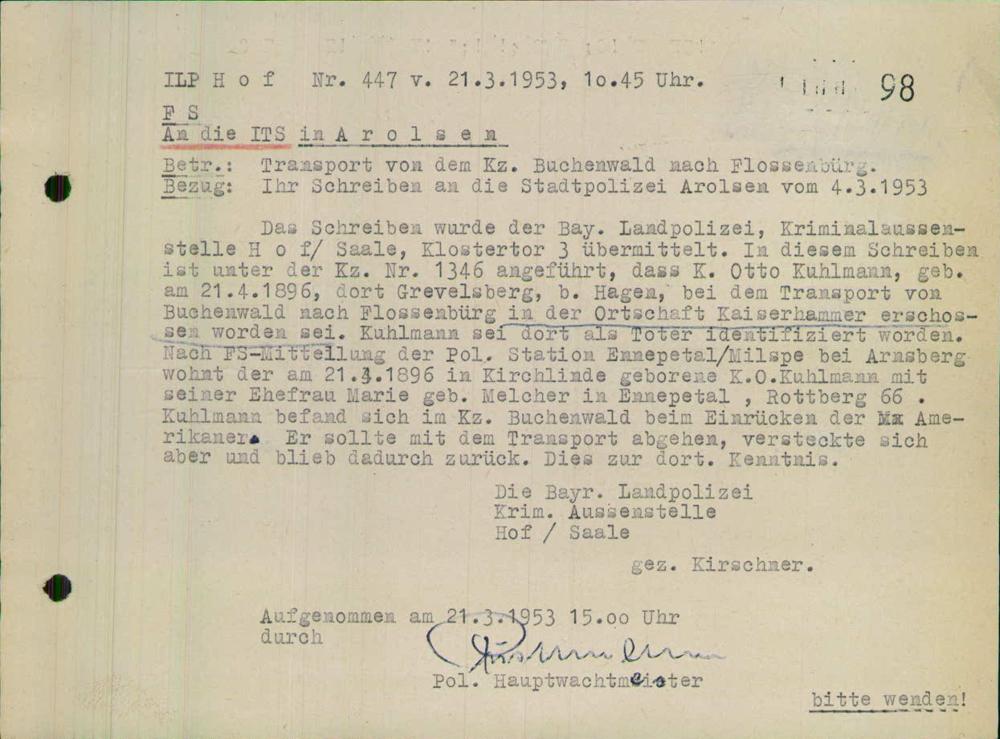 ILP H o f   Nr. 447 v. 21.3.1953, 1o.45 Uhr.
98
F S
An die ITS in A r o l s e n
Betr.:  Transport von dem Kz. Buchenwald nach Flossenbürg.
Bezug:  Ihr Schreiben an die Stadtpolizei Arolsen vom 4.3.1953
Das Schreiben wurde der Bay. Landpolizei, Kriminalaussen-
stelle H o f/ Saale, Klostertor 3 übermittelt. In diesem Schreiben
ist unter der Kz. Nr. 1346 angeführt, dass K. Otto Kuhlmann, geb.
am 21.4.1896, dort Grevelsberg, b. Hagen, bei dem Transport von
Buchenwald nach Flossenbürg in der Ortschaft Kaiserhammer erschos-
sen worden sei. Kuhlmann sei dort als Toter identifiziert worden.
Nach FS-Mitteilung der Pol. Station Ennepetal/Milspe bei Arnsberg
wohnt der am 21.4.1896 in Kirchlinde geborene K.O.Kuhlmann mit
seiner Ehefrau Marie geb. Melcher in Ennepetal , Rottberg 66 .
Kuhlmann befand sich im Kz. Buchenwald beim Einrücken der Ame-
rikaner. Er sollte mit dem Transport abgehen, versteckte sich
aber und blieb dadurch zurück. Dies zur dort. Kenntnis.
Die Bayr. Landpolizei
Krim. Aussenstelle
Hof / Saale
gez. Kirschner.
Aufgenommen am 21.3.1953 15.oo Uhr
durch
Pol. Hauptwachtmeister
bitte wenden!